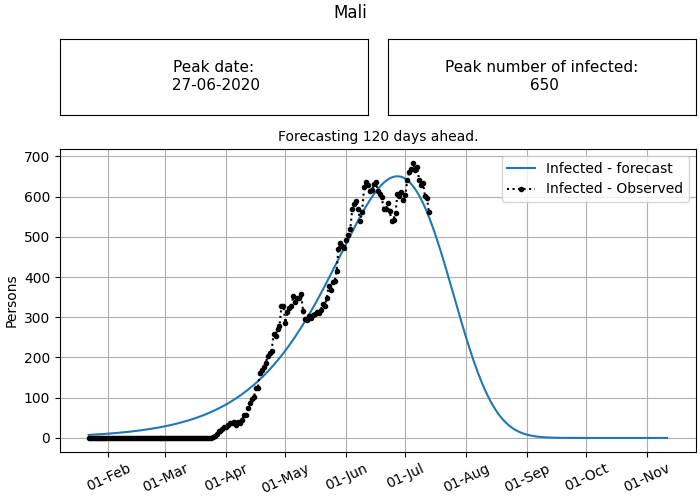 Mali
Peak date:
27-06-2020
Peak number of infected:
650
Forecasting 120 days ahead.
Infected - forecast
Infected - Observed
Persons
700
600
500
400
300
200
100
0
01-Feb
01-Mar
01-Apr
01-May
01-Jun
01-Jul
01-Aug
01-Sep
01-Oct
01-Nov